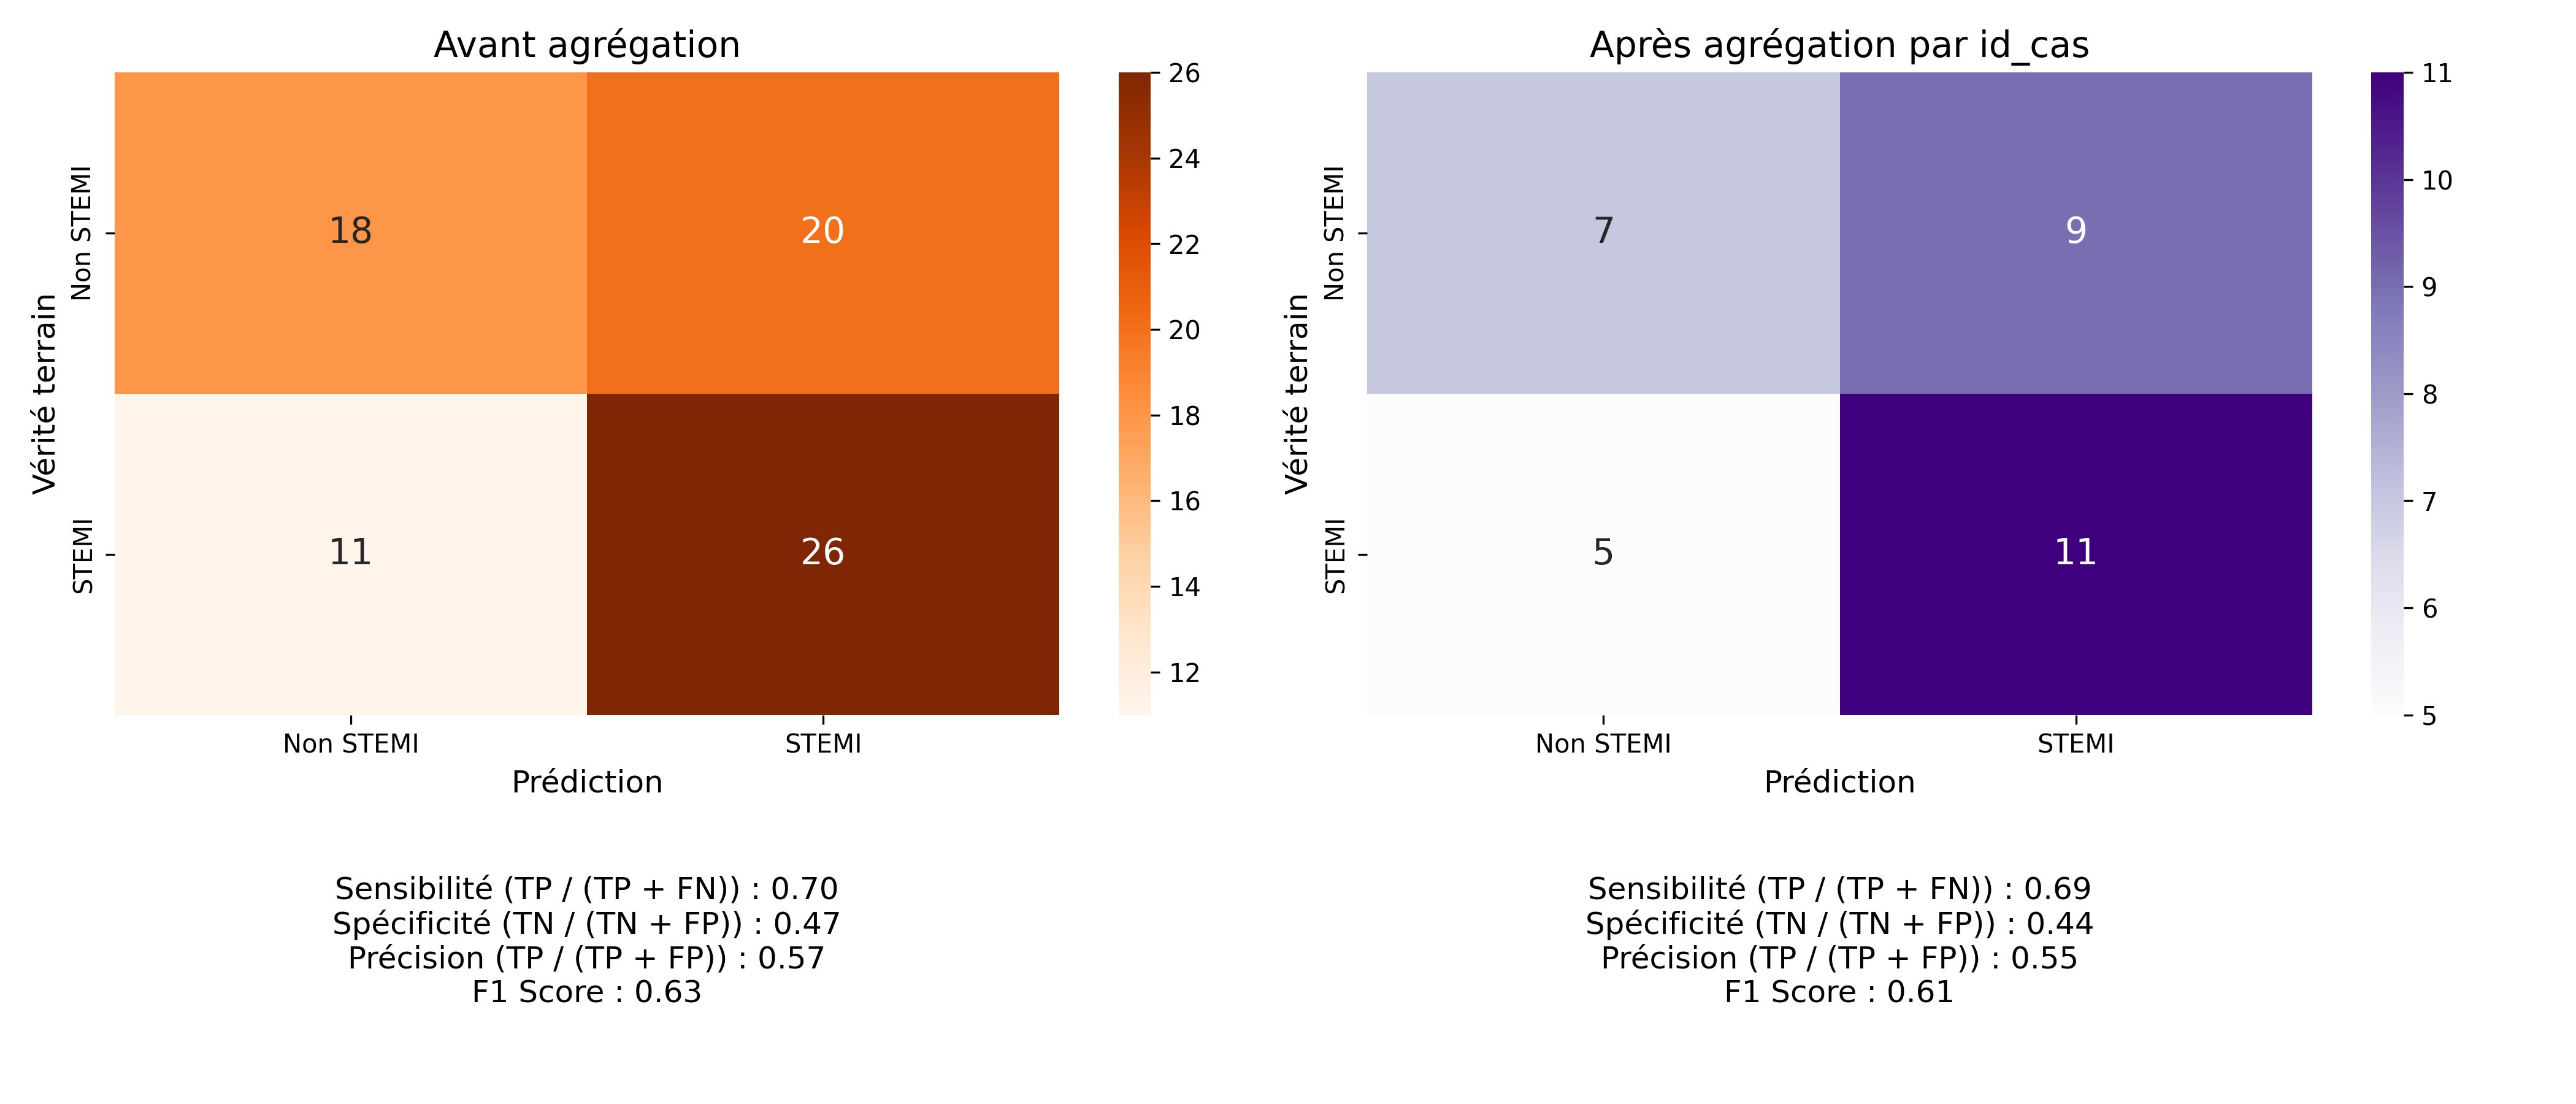 Avant agrégation
Non STEMI
STEMI
Vérité terrain
18
20
11
26
Non STEMI
STEMI
Prédiction
26
24
22
20
18
16
14
12
Sensibilité (TP / (TP + FN)) : 0.70
Spécificité (TN / (TN + FP)) : 0.47
Précision (TP / (TP + FP)) : 0.57
F1 Score : 0.63
Après agrégation par id_cas
Non STEMI
STEMI
Vérité terrain
7
9
5
11
Non STEMI
STEMI
Prédiction
11
10
9
8
7
6
5
Sensibilité (TP / (TP + FN)) : 0.69
Spécificité (TN / (TN + FP)) : 0.44
Précision (TP / (TP + FP)) : 0.55
F1 Score : 0.61